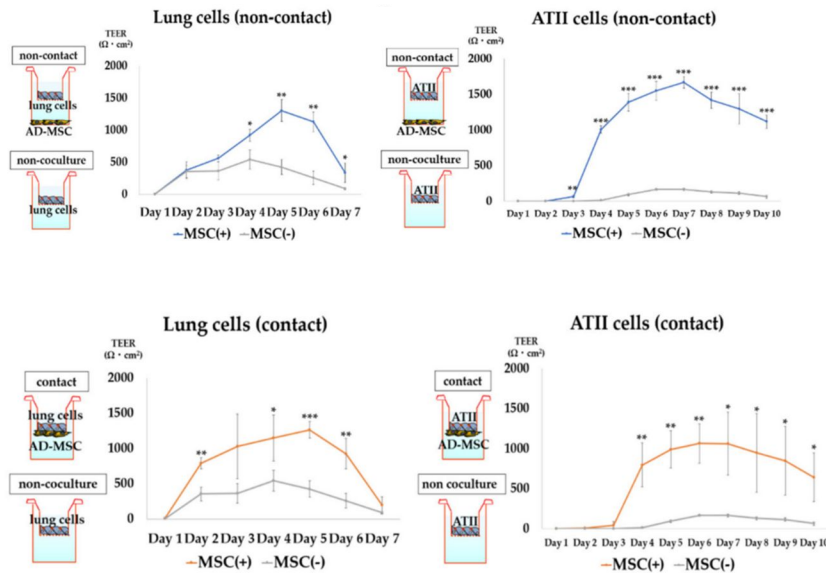 Lung cells (non-contact)
TEER
(Ω・cm²)
non-contact
lung cells
AD-MSC
non-coculture
lung cells
2000
1500
1000
500
0
*
**
**
*
Day 1 Day 2 Day 3 Day 4 Day 5 Day 6 Day 7
MSC(+) MSC(-)
ATII cells (non-contact)
TEER
(Ω・cm²)
non-contact
ATII
AD-MSC
non-coculture
ATII
2000
1500
1000
500
0
**
***
***
***
***
***
***
***
Day 1 Day 2 Day 3 Day 4 Day 5 Day 6 Day 7 Day 8 Day 9 Day 10
MSC(+) MSC(-)
Lung cells (contact)
TEER
(Ω・cm²)
contact
lung cells
AD-MSC
non-coculture
lung cells
2000
1500
1000
500
0
**
*
***
**
Day 1 Day 2 Day 3 Day 4 Day 5 Day 6 Day 7
MSC(+) MSC(-)
ATII cells (contact)
TEER
(Ω・cm²)
contact
ATII
AD-MSC
non coculture
ATII
2000
1500
1000
500
0
**
**
**
*
*
*
*
Day 1 Day 2 Day 3 Day 4 Day 5 Day 6 Day 7 Day 8 Day 9 Day 10
MSC(+) MSC(-)